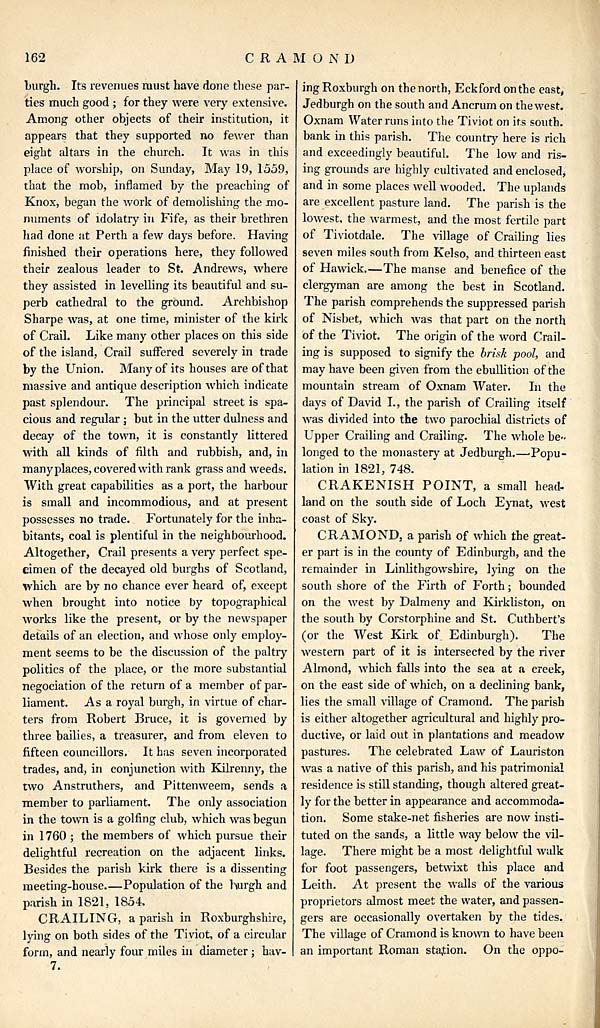 162
CRAMOND
burgh. Its revenues must have done these par-
ties much good ; for they were very extensive.
Among other objects of their institution, it
appears that they supported no fewer than
eight altars in the church. It was in this
place of worship, on Sunday, May 19, 1559,
that the mob, inflamed by the preaching of
Knox, began the work of demolishing the mo-
numents of idolatry in Fife, as their brethren
had done at Perth a few days before. Having
finished their operations here, they followed
their zealous leader to St. Andrews, where
they assisted in levelling its beautiful and su-
perb cathedral to the ground. Archbishop
Sharpe was, at one time, minister of the kirk
of Crail. Like many other places on this side
of the island, Crail suffered severely in trade
by the Union. Many of its houses are of that
massive and antique description which indicate
past splendour. The principal street is spa-
cious and regular ; but in the utter dulness and
decay of the town, it is constantly littered
with all kinds of filth and rubbish, and, in
many places, covered with rank grass and weeds.
With great capabilities as a port, the harbour
is small and incommodious, and at present
possesses no trade. Fortunately for the inha-
bitants, coal is plentiful in the neighbourhood.
Altogether, Crail presents a very perfect spe-
cimen of the decayed old burghs of Scotland,
which are by no chance ever heard of, except
when brought into notice by topographical
works like the present, or by the newspaper
details of an election, and whose only employ-
ment seems to be the discussion of the paltry
politics of the place, or the more substantial
negociation of the return of a member of par-
liament. As a royal burgh, in virtue of char-
ters from Robert Bruce, it is governed by
three bailies, a treasurer, and from eleven to
fifteen councillors. It has seven incorporated
trades, and, in conjunction with Kilrenny, the
two Anstruthers, and Pittenweem, sends a
member to parliament. The only association
in the town is a golfing club, which was begun
in 1760 ; the members of which pursue their
delightful recreation on the adjacent links.
Besides the parish kirk there is a dissenting
meeting-house.—Population of the burgh and
parish in 1821, 1854.
CRAILING, a parish in Roxburghshire,
lying on both sides of the Tiviot, of a circular
form, and nearly four miles in diameter ; hav-
7.
ing Roxburgh on the north, Eckford on the east,
Jedburgh on the south and Ancrum on the west.
Oxnam Water runs into the Tiviot on its south.
bank in this parish. The country here is rich
and exceedingly beautiful. The low and ris-
ing grounds are highly cultivated and enclosed,
and in some places well wooded. The uplands
are excellent pasture land. The parish is the
lowest, the warmest, and the most fertile part
of Tiviotdale. The village of Crailing lies
seven miles south from Kelso, and thirteen east
of Hawick.—The manse and benefice of the
clergyman are among the best in Scotland.
The parish comprehends the suppressed parish
of Nisbet, which was that part on the north
of the Tiviot. The origin of the word Crail-
ing is supposed to signify the brisk pool, and
may have been given from the ebullition of the
mountain stream of Oxnam Water. In the
days of David I., the parish of Crailing itself
was divided into the two parochial districts of
Upper Crailing and Crailing. The whole be-
longed to the monastery at Jedburgh.—Popu-
lation in 1821, 748.
CRAKENISH POINT, a small head-
land on the south side of Loch Eynat, west
coast of Sky.
CRAMOND, a parish of which the great-
er part is in the county of Edinburgh, and the
remainder in Linlithgowshire, lying on the
south shore of the Firth of Forth ; bounded
on the west by Dalmeny and Kirkliston, on
the south by Corstorphine and St. Cuthbert's
(or the West Kirk of Edinburgh). The
western part of it is intersected by the river
Almond, which falls into the sea at a creek,
on the east side of which, on a declining bank,
lies the small village of Cramond. The parish
is either altogether agricultural and highly pro-
ductive, or laid out in plantations and meadow
pastures. The celebrated Law of Lauriston
was a native of this parish, and his patrimonial
residence is still standing, though altered great-
ly for the better in appearance and accommoda-
tion. Some stake-net fisheries are now insti-
tuted on the sands, a little way below the vil-
lage. There might be a most delightful walk
for foot passengers, betwixt this place and
Leith. At present the walls of the various
proprietors almost meet the water, and passen-
gers are occasionally overtaken by the tides.
The village of Cramond is known to have been
an important Roman station. On the oppo-